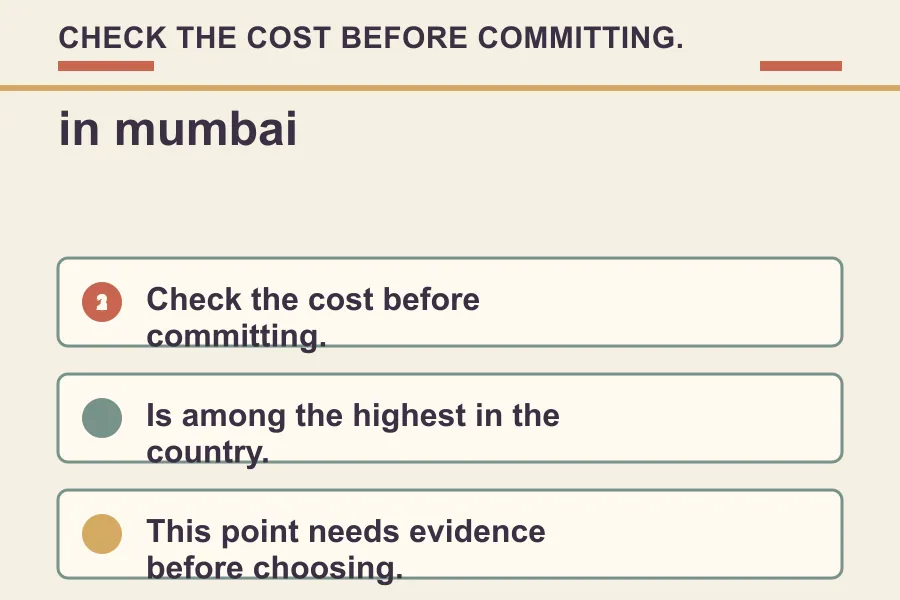 CHECK THE COST BEFORE COMMITTING.
in mumbai
Check the cost before
committing.
Is among the highest in the
country.
This point needs evidence
before choosing.